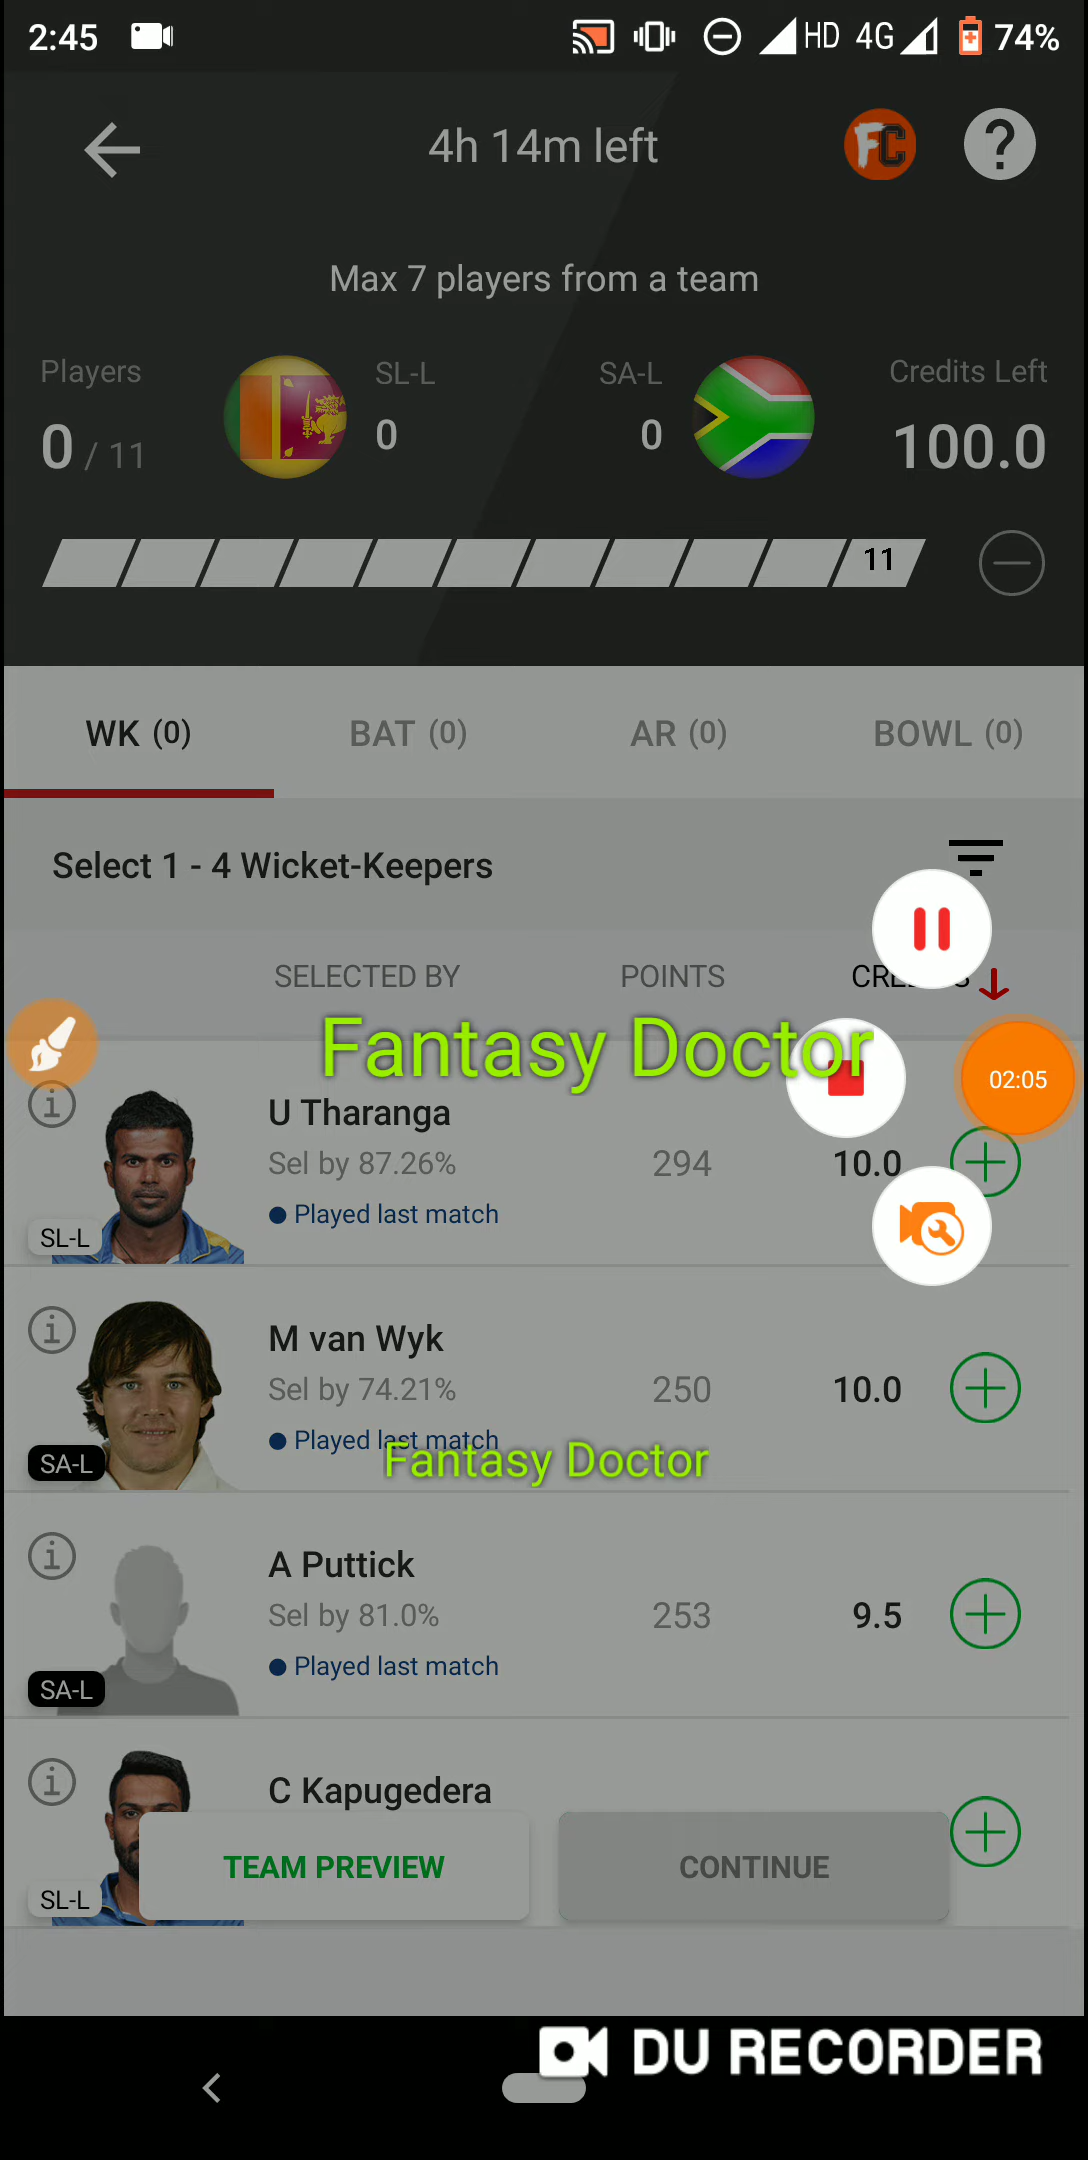 2:45 HD 4G 74%
4h 14m left FC ?
Max 7 players from a team
Players SL-L SA-L Credits Left
0 / 11 0 0 100.0
11
WK (0) BAT (0) AR (0) BOWL (0)
Select 1 - 4 Wicket-Keepers
SELECTED BY POINTS
Fantasy Doctor
02:05
U Tharanga
Sel by 87.26% 294 10.0
Played last match
SL-L
M van Wyk
Sel by 74.21% 250 10.0
Played last match
SA-L
Fantasy Doctor
A Puttick
Sel by 81.0% 253 9.5
Played last match
SA-L
C Kapugedera
TEAM PREVIEW CONTINUE
SL-L
DU RECORDER